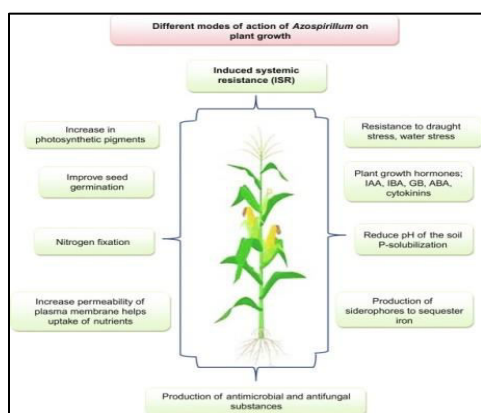 Different modes of action of Azospirillum on
plant growth
Induced systemic
resistance (ISR)
Increase in
photosynthetic pigments
Improve seed
germination
Nitrogen fixation
Increase permeability of
plasma membrane helps
uptake of nutrients
Resistance to draught
stress, water stress
Plant growth hormones;
IAA, IBA, GB, ABA,
cytokinins
Reduce pH of the soil
P-solubilization
Production of
siderophores to sequester
iron
Production of antimicrobial and antifungal
substances